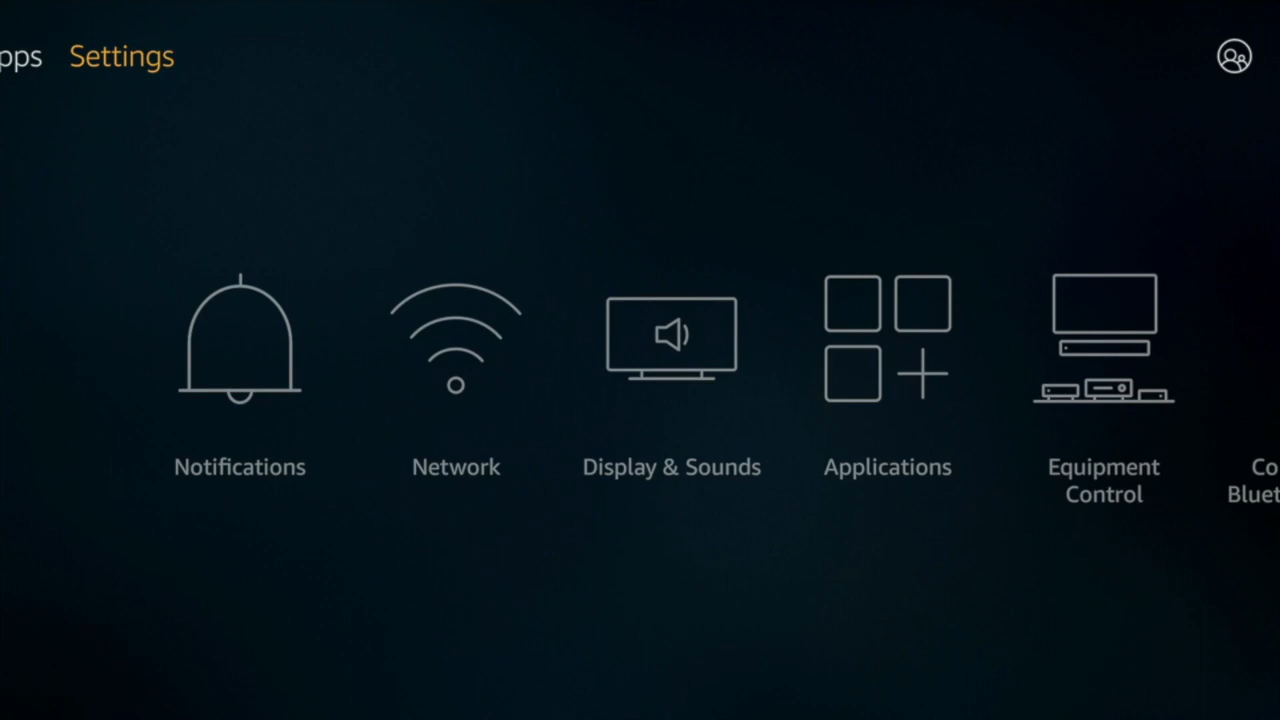 pps Settings
Notifications
Network
Display & Sounds
Applications
Equipment
Control
Co
Bluet